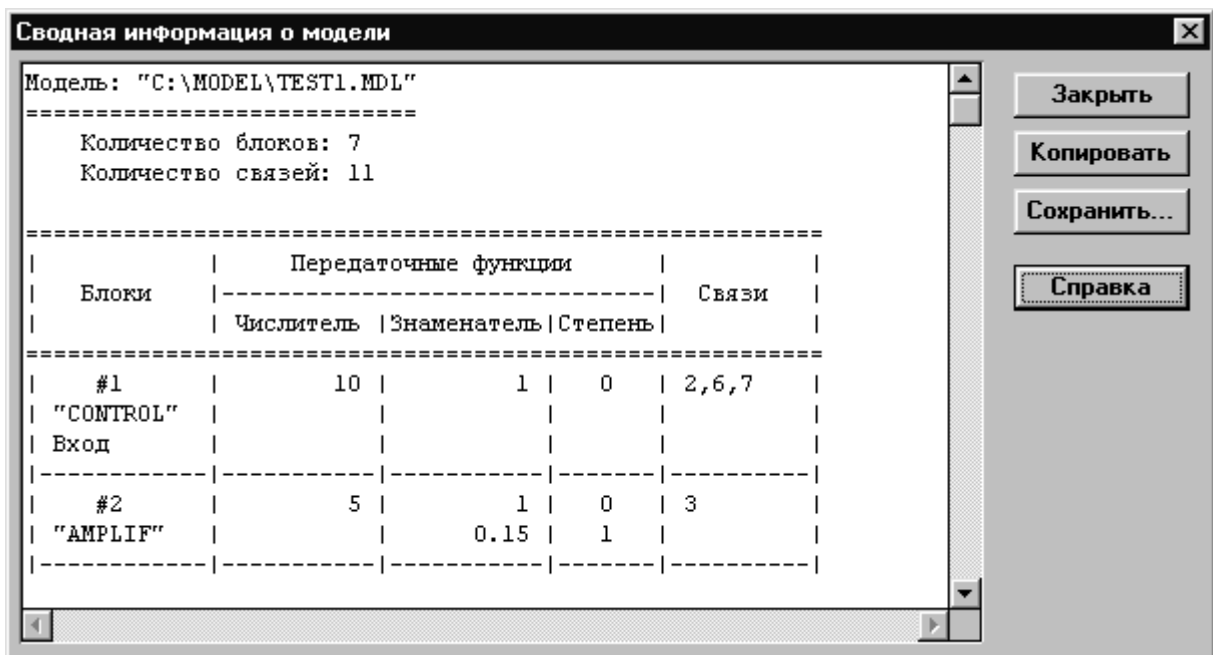 Сводная информация о модели
Модель: "C:\MODEL\TEST1.MDL"
==============================
Количество блоков: 7
Количество связей: 11
=============================================================
| | Передаточные функции | |
| Блоки |---------------------------------| Связи |
| | Числитель |Знаменатель|Степень| |
=============================================================
| #1 | 10 | 1 | 0 | 2,6,7 |
| "CONTROL" | | | | |
| Вход | | | | |
|-------------|------------|------------|-------|----------|
| #2 | 5 | 1 | 0 | 3 |
| "AMPLIF" | | 0.15 | 1 | |
|-------------|------------|------------|-------|----------|
Закрыть
Копировать
Сохранить...
Справка